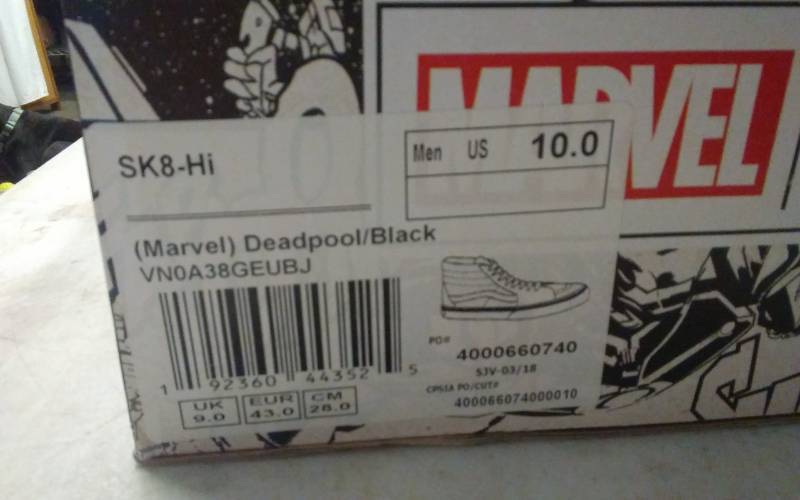 MARVEL
SK8-Hi
Men US 10.0
(Marvel) Deadpool/Black
VN0A38GEUBJ
PO# 4000660740
SJV-03/18
CPSIA PO/CUT#
400066074000010
1 92360 44352 5
UK EUR CM
9.0 43.0 28.0